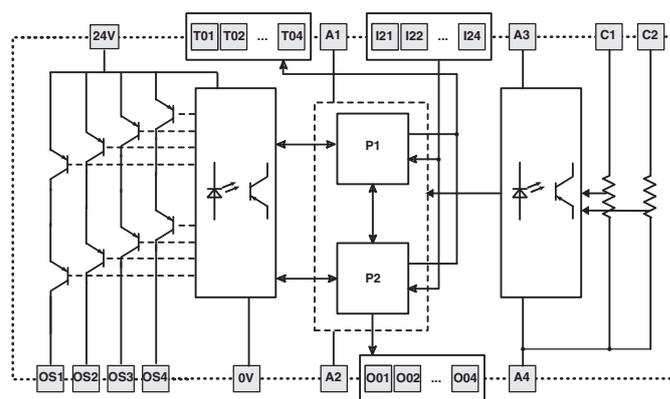 24V T01 T02 ... T04 A1 I21 I22 ... I24 A3 C1 C2
P1
P2
OS1 OS2 OS3 OS4 0V A2 O01 O02 ... O04 A4